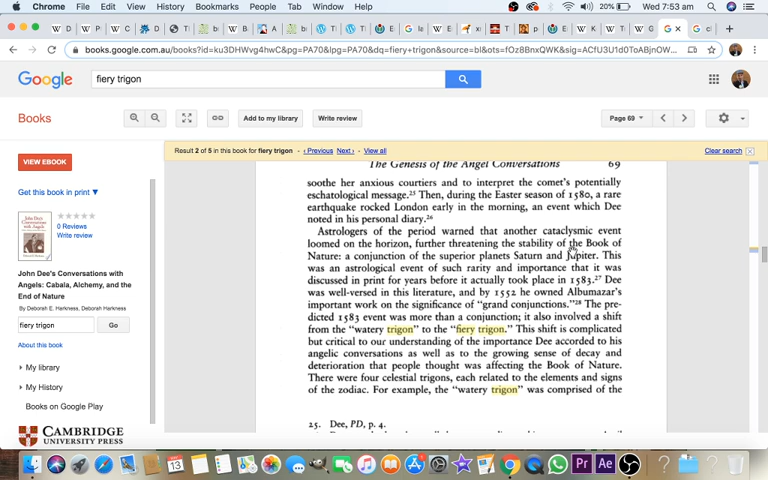 Chrome File Edit View History Bookmarks People Tab Window Help 20% Wed 7:53 am
books.google.com.au/books?id=ku3DHWvg4hwC&pg=PA70&lpg=PA70&dq=fiery+trigon&source=bl&ots=fOz8BnxQWK&sig=ACfU3U1d0ToABjnOW...
Google
fiery trigon
Books
Add to my library
Write review
Page 69
Result 2 of 5 in this book for fiery trigon
‹ Previous Next › - View all
Clear search
VIEW EBOOK
Get this book in print ▼
0 Reviews
Write review
John Dee's Conversations with
Angels: Cabala, Alchemy, and the
End of Nature
By Deborah E. Harkness, Deborah Harkness
fiery trigon
Go
About this book
My library
My History
Books on Google Play
CAMBRIDGE
UNIVERSITY PRESS
The Genesis of the Angel Conversations 69
soothe her anxious courtiers and to interpret the comet's potentially
eschatological message.25 Then, during the Easter season of 1580, a rare
earthquake rocked London early in the morning, an event which Dee
noted in his personal diary.26
Astrologers of the period warned that another cataclysmic event
loomed on the horizon, further threatening the stability of the Book of
Nature: a conjunction of the superior planets Saturn and Jupiter. This
was an astrological event of such rarity and importance that it was
discussed in print for years before it actually took place in 1583.27 Dee
was well-versed in this literature, and by 1552 he owned Albumazar's
important work on the significance of "grand conjunctions."28 The pre-
dicted 1583 event was more than a conjunction; it also involved a shift
from the "watery trigon" to the "fiery trigon." This shift is complicated
but critical to our understanding of the importance Dee accorded to his
angelic conversations as well as to the growing sense of decay and
deterioration that people thought was affecting the Book of Nature.
There were four celestial trigons, each related to the elements and signs
of the zodiac. For example, the "watery trigon" was comprised of the
25. Dee, PD, p. 4.